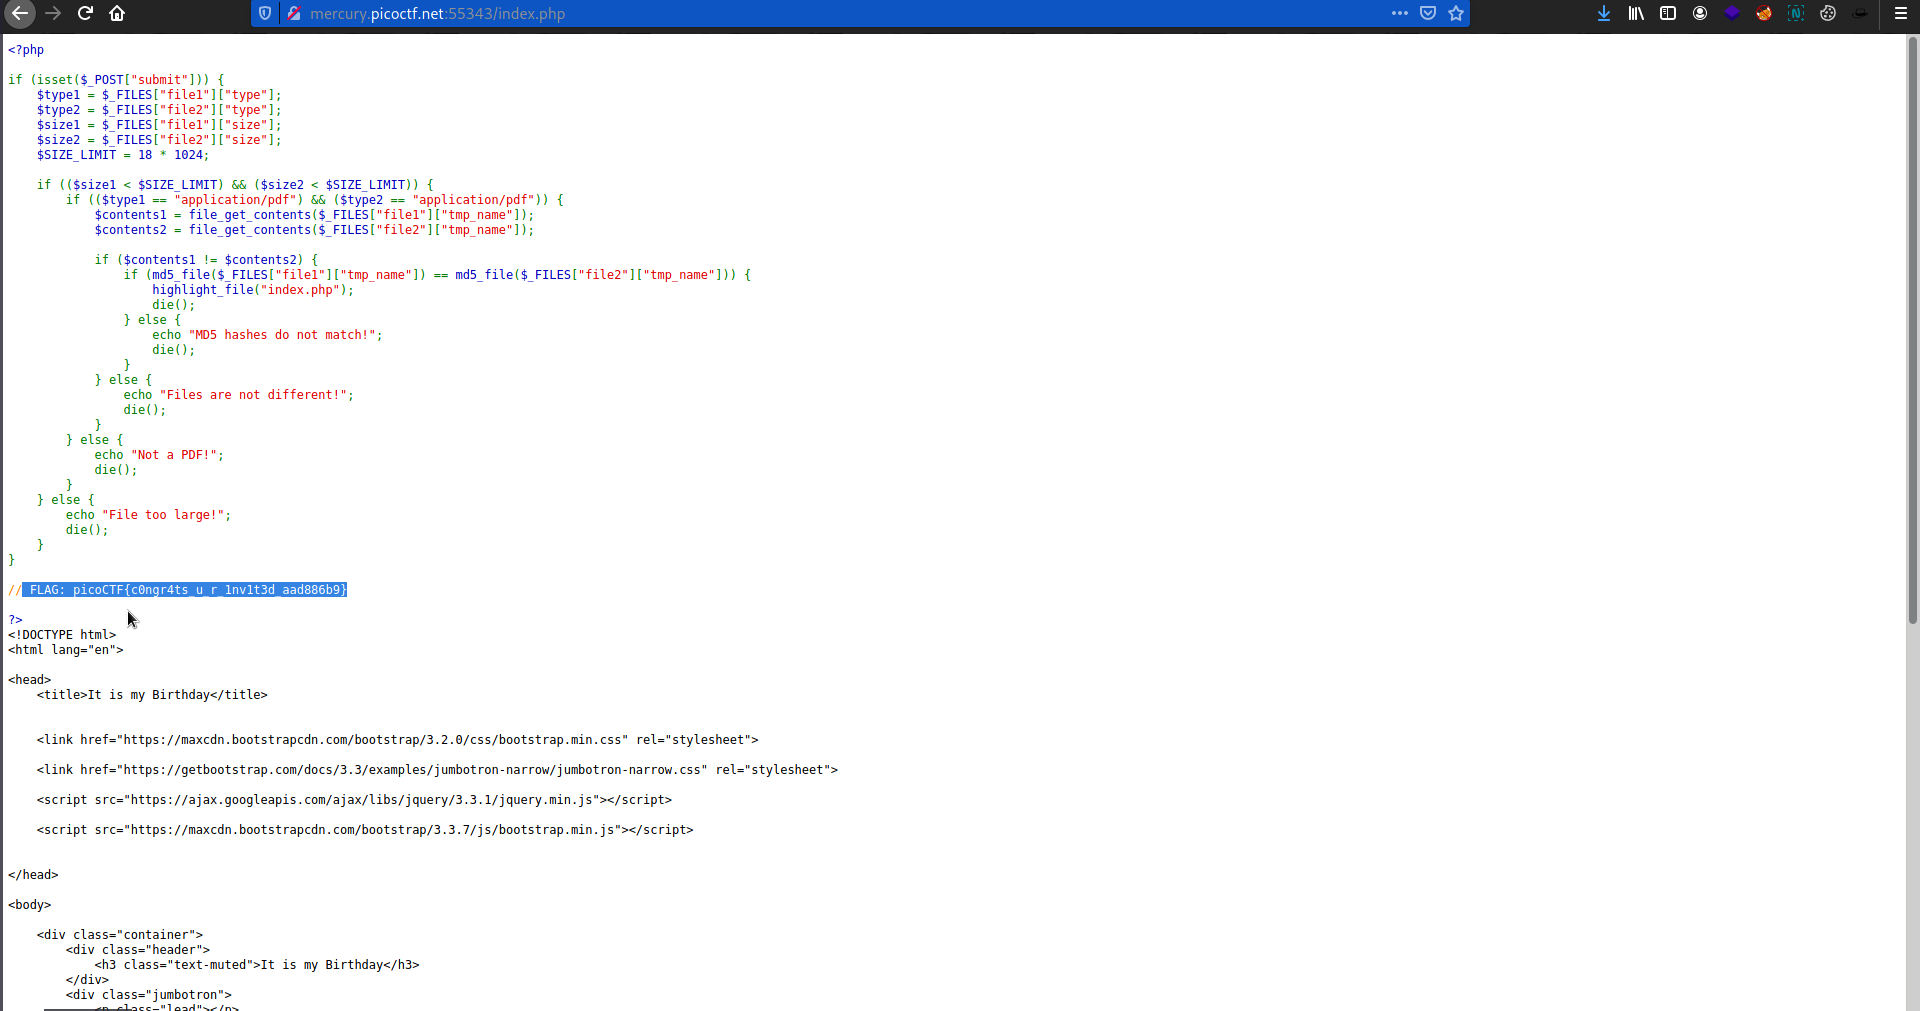 mercury.picoctf.net:55343/index.php
<?php
if (isset($_POST["submit"])) {
    $type1 = $_FILES["file1"]["type"];
    $type2 = $_FILES["file2"]["type"];
    $size1 = $_FILES["file1"]["size"];
    $size2 = $_FILES["file2"]["size"];
    $SIZE_LIMIT = 18 * 1024;
    if (($size1 < $SIZE_LIMIT) && ($size2 < $SIZE_LIMIT)) {
        if (($type1 == "application/pdf") && ($type2 == "application/pdf")) {
            $contents1 = file_get_contents($_FILES["file1"]["tmp_name"]);
            $contents2 = file_get_contents($_FILES["file2"]["tmp_name"]);
            if ($contents1 != $contents2) {
                if (md5_file($_FILES["file1"]["tmp_name"]) == md5_file($_FILES["file2"]["tmp_name"])) {
                    highlight_file("index.php");
                    die();
                } else {
                    echo "MD5 hashes do not match!";
                    die();
                }
            } else {
                echo "Files are not different!";
                die();
            }
        } else {
            echo "Not a PDF!";
            die();
        }
    } else {
        echo "File too large!";
        die();
    }
}
// FLAG: picoCTF{c0ngr4ts_u_r_1nv1t3d_aad886b9}
?>
<!DOCTYPE html>
<html lang="en">
<head>
    <title>It is my Birthday</title>
    <link href="https://maxcdn.bootstrapcdn.com/bootstrap/3.2.0/css/bootstrap.min.css" rel="stylesheet">
    <link href="https://getbootstrap.com/docs/3.3/examples/jumbotron-narrow/jumbotron-narrow.css" rel="stylesheet">
    <script src="https://ajax.googleapis.com/ajax/libs/jquery/3.3.1/jquery.min.js"></script>
    <script src="https://maxcdn.bootstrapcdn.com/bootstrap/3.3.7/js/bootstrap.min.js"></script>
</head>
<body>
    <div class="container">
        <div class="header">
            <h3 class="text-muted">It is my Birthday</h3>
        </div>
        <div class="jumbotron">
            <p class="lead"></p>